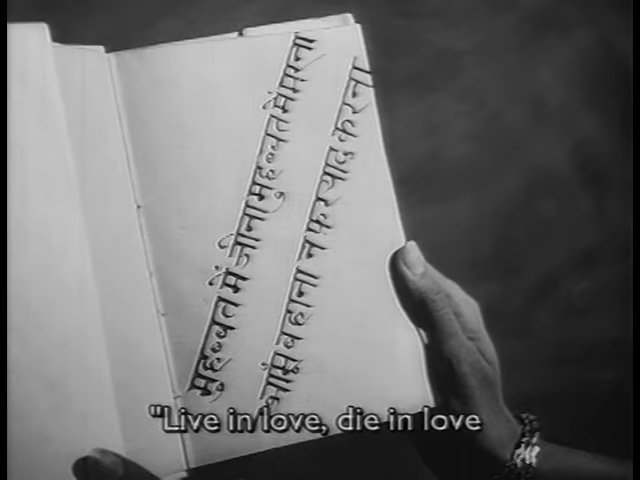 मुहब्बत में जीना मुहब्बत में मरना
बहाना न फरयाद करना
"Live in love, die in love